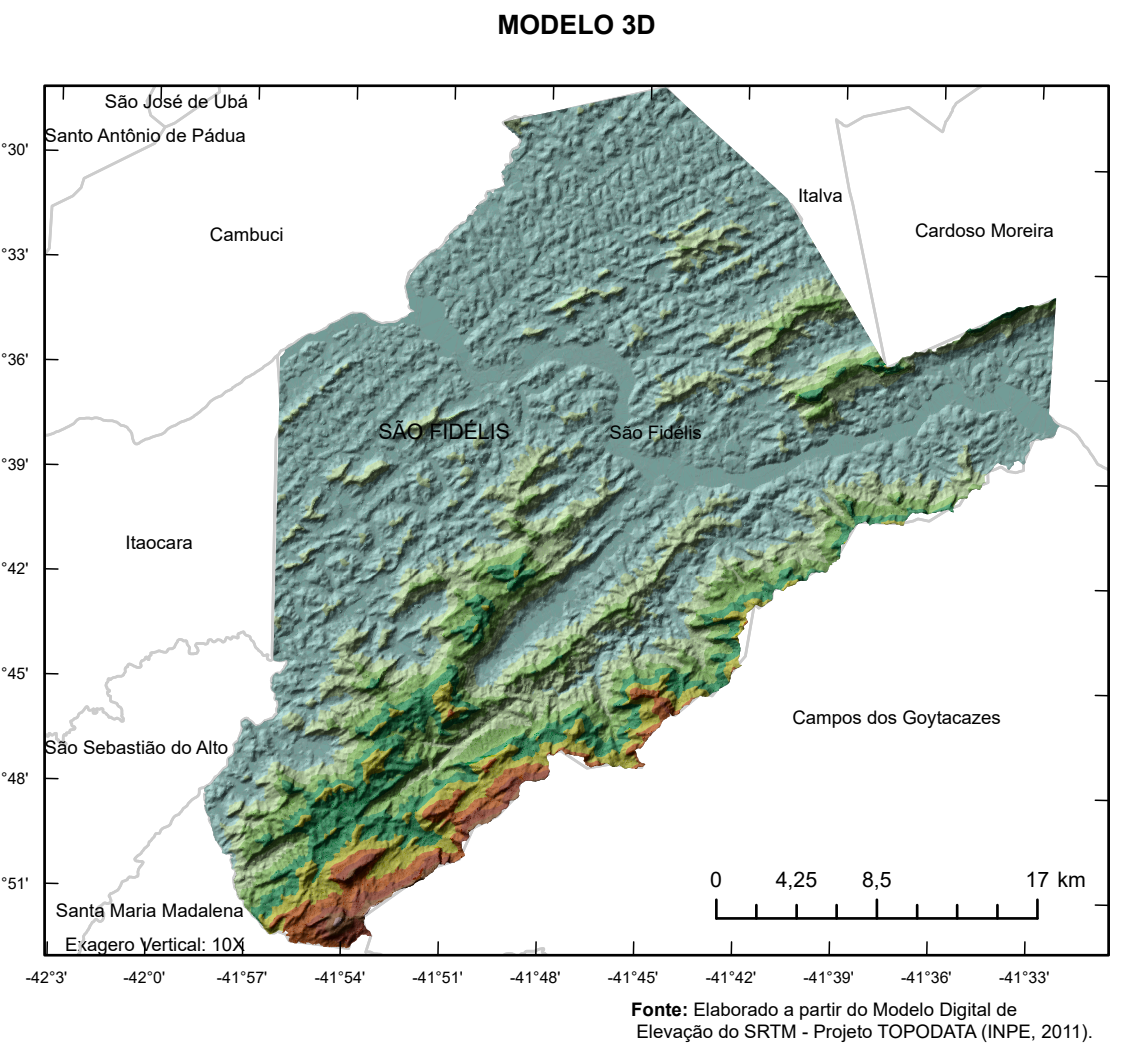 MODELO 3D
São José de Ubá
Santo Antônio de Pádua
°30'
Italva
Cardoso Moreira
Cambuci
°33'
°36'
SÃO FIDÉLIS
São Fidélis
°39'
Itaocara
°42'
°45'
Campos dos Goytacazes
São Sebastião do Alto
°48'
0 4,25 8,5 17 km
°51'
Santa Maria Madalena
Exagero Vertical: 10X
-42°3' -42°0' -41°57' -41°54' -41°51' -41°48' -41°45' -41°42' -41°39' -41°36' -41°33'
Fonte: Elaborado a partir do Modelo Digital de
Elevação do SRTM - Projeto TOPODATA (INPE, 2011).